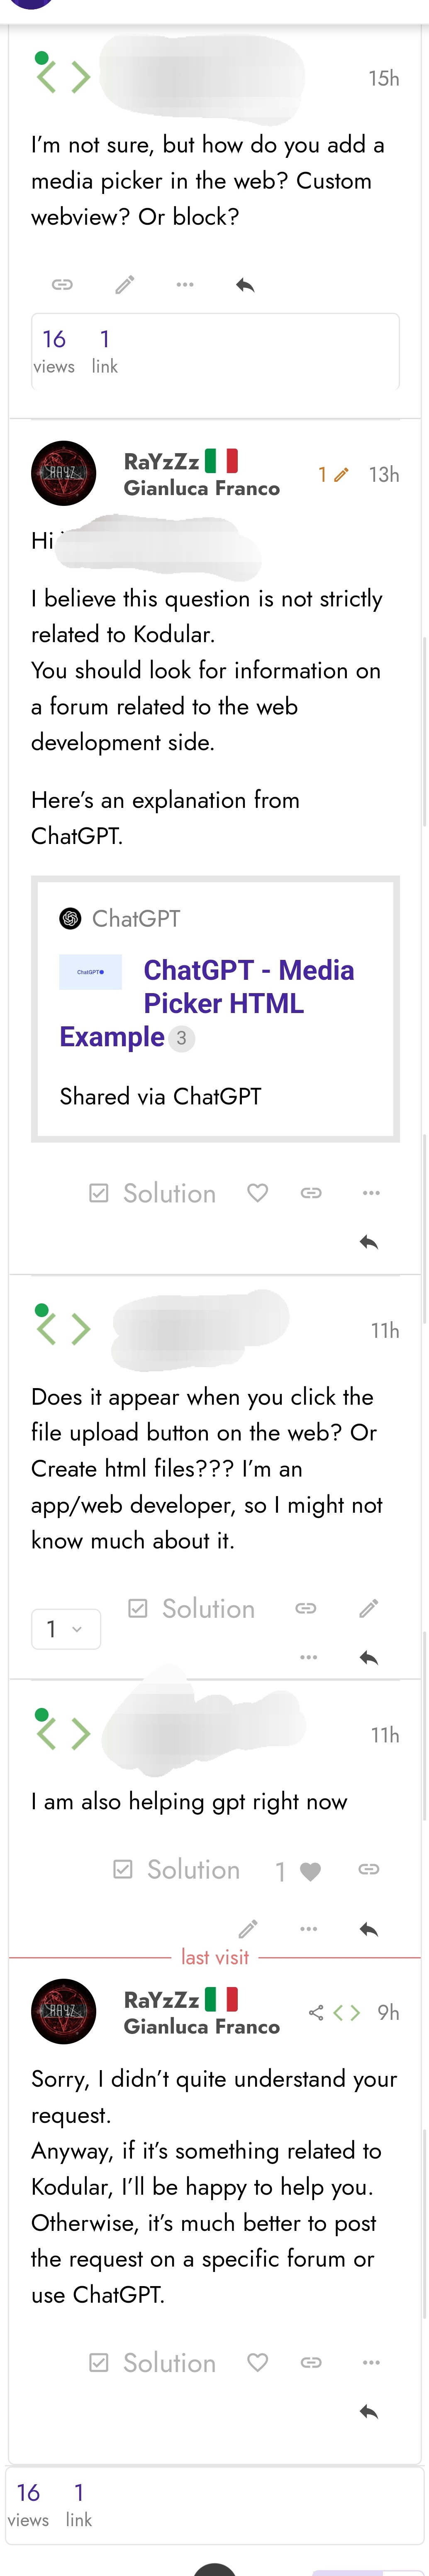 15h
I'm not sure, but how do you add a
media picker in the web? Custom
webview? Or block?
16 1
views link
RaYzZz
Gianluca Franco
1 13h
Hi
I believe this question is not strictly
related to Kodular.
You should look for information on
a forum related to the web
development side.
Here's an explanation from
ChatGPT.
ChatGPT
ChatGPT
ChatGPT - Media
Picker HTML
Example 3
Shared via ChatGPT
Solution
11h
Does it appear when you click the
file upload button on the web? Or
Create html files??? I'm an
app/web developer, so I might not
know much about it.
Solution
1
11h
I am also helping gpt right now
Solution 1
last visit
RaYzZz
Gianluca Franco
9h
Sorry, I didn't quite understand your
request.
Anyway, if it's something related to
Kodular, I'll be happy to help you.
Otherwise, it's much better to post
the request on a specific forum or
use ChatGPT.
Solution
16 1
views link